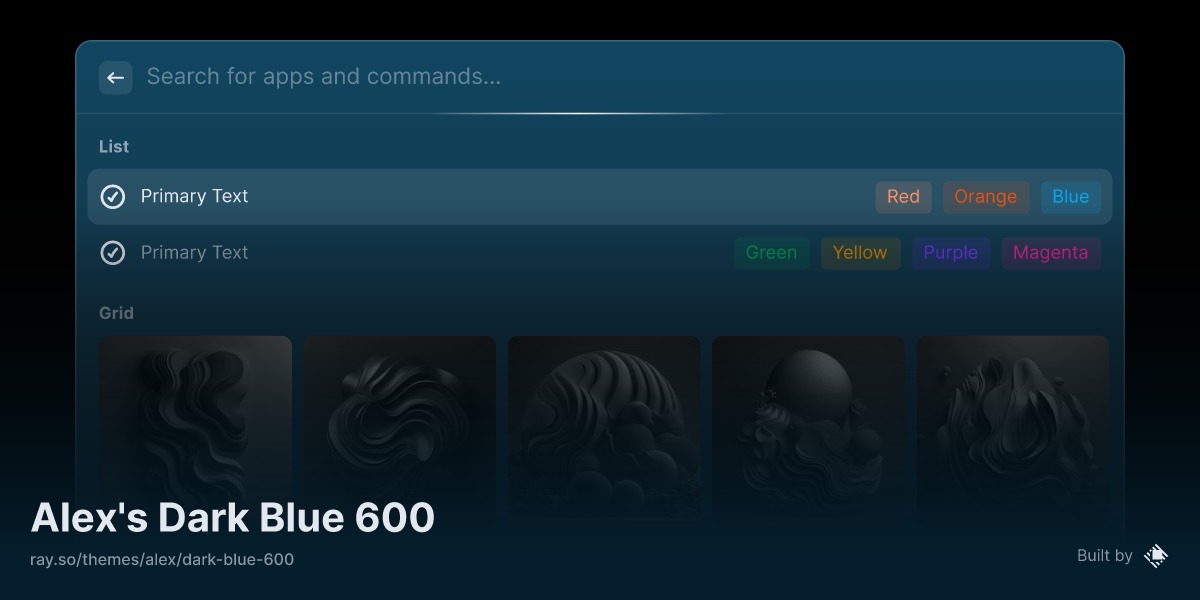 Search for apps and commands...
List
Primary Text Red Orange Blue
Primary Text Green Yellow Purple Magenta
Grid
Alex's Dark Blue 600
ray.so/themes/alex/dark-blue-600
Built by